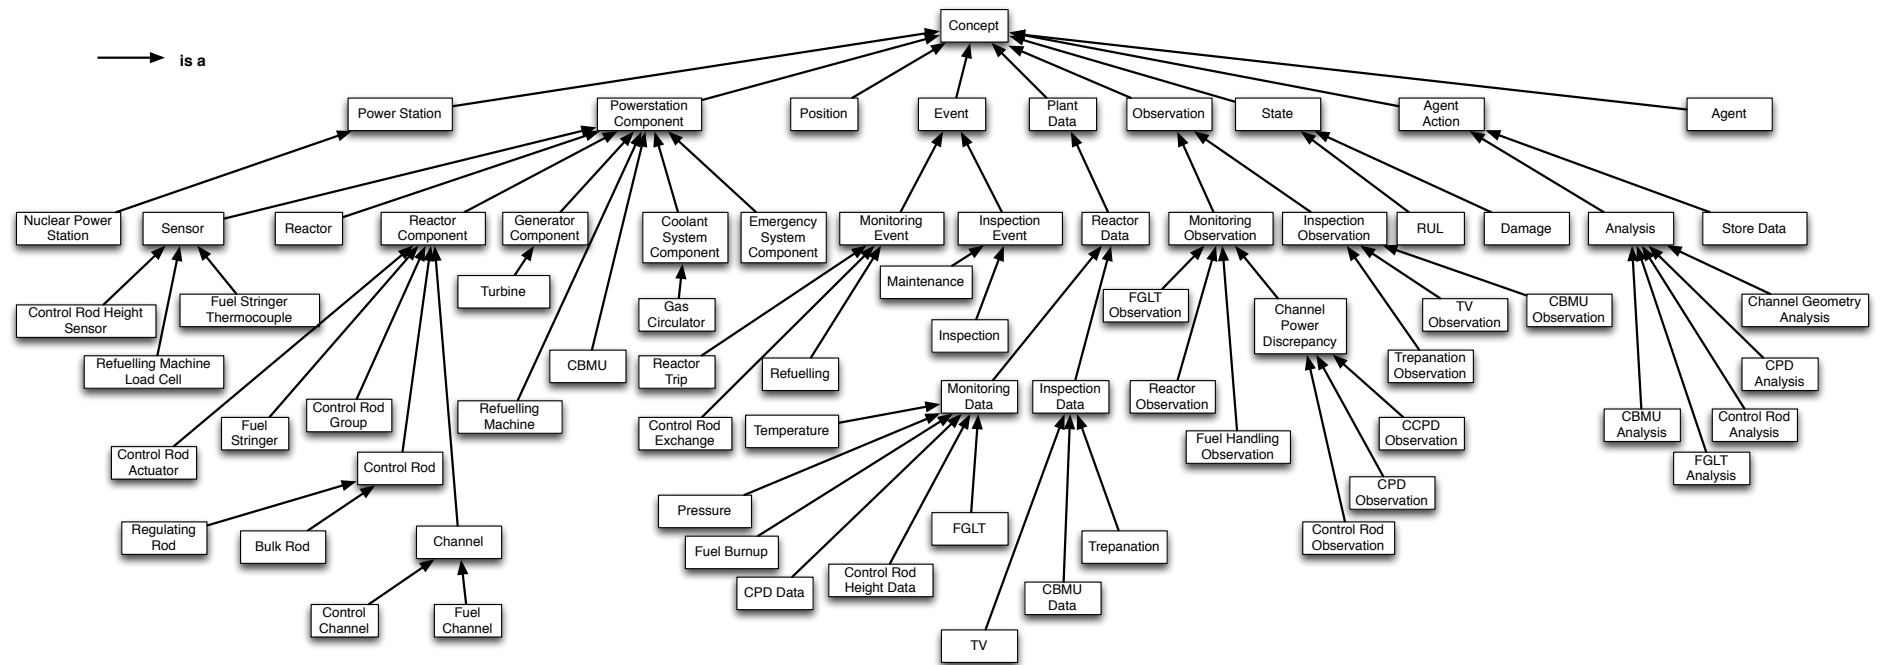 Concept
is a
Power Station
Powerstation
Component
Position
Event
Plant
Data
Observation
State
Agent
Action
Agent
Nuclear Power
Station
Sensor
Reactor
Reactor
Component
Generator
Component
Coolant
System
Component
Emergency
System
Component
Monitoring
Event
Inspection
Event
Reactor
Data
Monitoring
Observation
Inspection
Observation
RUL
Damage
Analysis
Store Data
Control Rod Height
Sensor
Fuel Stringer
Thermocouple
Turbine
Gas
Circulator
Maintenance
FGLT
Observation
Channel
Power
Discrepancy
TV
Observation
CBMU
Observation
Channel Geometry
Analysis
Refuelling Machine
Load Cell
CBMU
Reactor
Trip
Refuelling
Inspection
Trepanation
Observation
CPD
Analysis
Fuel
Stringer
Control Rod
Group
Refuelling
Machine
Control Rod
Exchange
Temperature
Monitoring
Data
Inspection
Data
Reactor
Observation
CCPD
Observation
CBMU
Analysis
Control Rod
Analysis
Control Rod
Actuator
Control Rod
Fuel Handling
Observation
FGLT
Analysis
Pressure
CPD
Observation
Regulating
Rod
Bulk Rod
Channel
Fuel Burnup
FGLT
Trepanation
Control Rod
Observation
CPD Data
Control Rod
Height Data
CBMU
Data
Control
Channel
Fuel
Channel
TV